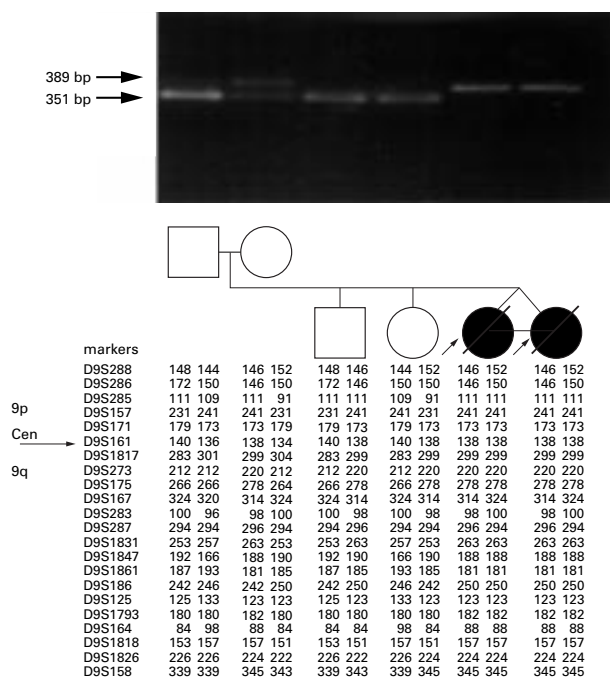 389 bp
351 bp
markers
D9S288 148 144 146 152 148 146 144 152 146 152 146 152
D9S286 172 150 146 150 172 146 150 150 146 150 146 150
D9S285 111 109 111 91 111 111 109 91 111 111 111 111
9p
D9S157 231 241 241 231 241 241 231 231 241 241 241 241
D9S171 179 173 173 179 179 173 173 179 173 173 173 173
Cen
D9S161 140 136 138 134 140 138 140 138 138 138 138 138
D9S1817 283 301 299 304 283 299 283 299 299 299 299 299
9q
D9S273 212 212 220 212 212 220 212 220 220 220 220 220
D9S175 266 266 278 264 266 278 266 278 278 278 278 278
D9S167 324 320 314 324 324 314 324 314 314 324 314 324
D9S283 100 96 98 100 100 98 100 98 98 100 98 100
D9S287 294 294 296 294 294 296 294 294 296 294 296 294
D9S1831 253 257 263 253 253 263 257 253 263 263 263 263
D9S1847 192 166 188 190 192 190 166 190 188 188 188 188
D9S1861 187 193 181 185 187 185 193 185 181 181 181 181
D9S186 242 246 242 250 242 250 246 242 250 250 250 250
D9S125 125 133 123 123 125 123 133 123 123 123 123 123
D9S1793 180 180 182 180 180 180 180 180 182 182 182 182
D9S164 84 98 88 84 84 84 98 84 88 88 88 88
D9S1818 153 157 157 151 153 151 157 151 157 157 157 157
D9S1826 226 226 224 222 226 222 226 224 224 224 224 224
D9S158 339 339 345 343 339 343 339 345 345 345 345 345